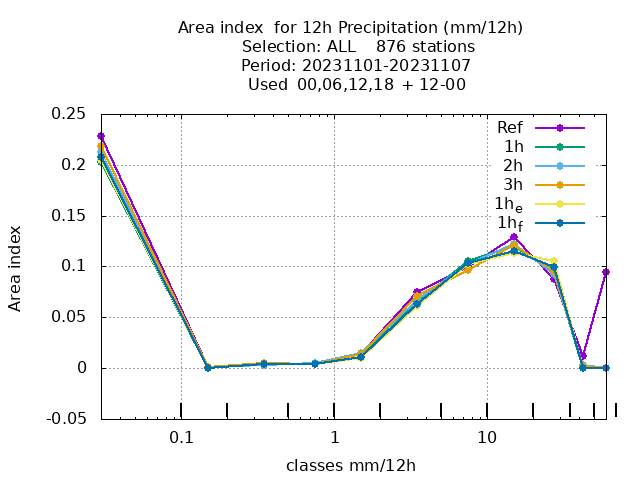 Area index  for 12h Precipitation (mm/12h)
Selection: ALL    876 stations
Period: 20231101-20231107
Used  00,06,12,18  + 12-00
0.25
0.2
0.15
0.1
0.05
0
-0.05
Area index
Ref
1h
2h
3h
1he
1hf
0.1
1
10
classes mm/12h